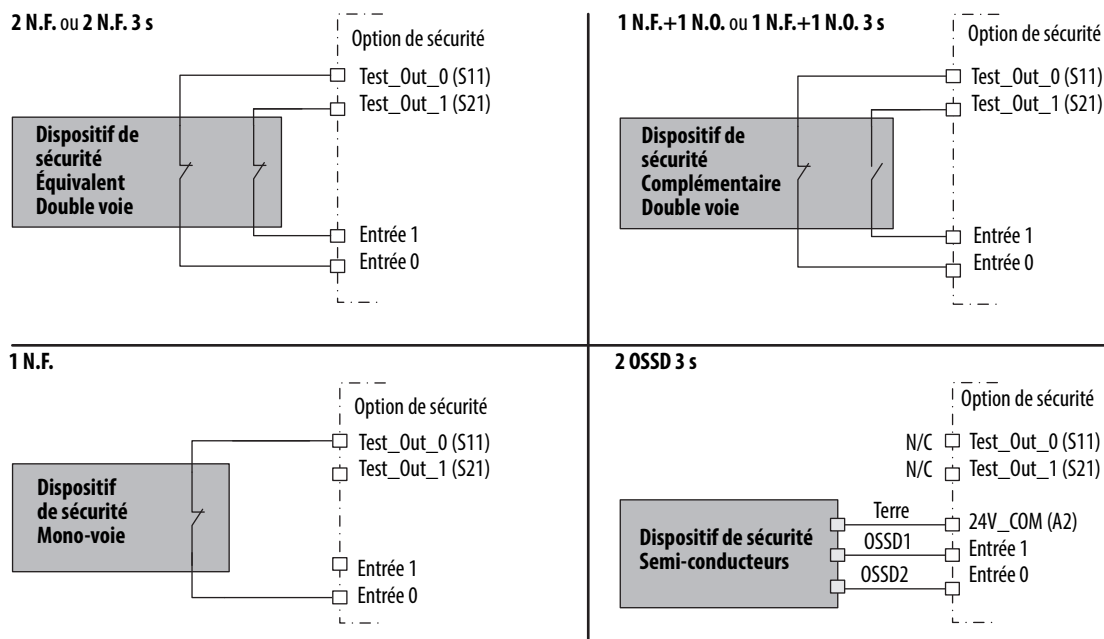 2 N.F. ou 2 N.F. 3 s
Option de sécurité
Test_Out_0 (S11)
Test_Out_1 (S21)
Dispositif de
sécurité
Équivalent
Double voie
Entrée 1
Entrée 0
1 N.F.+1 N.O. ou 1 N.F.+1 N.O. 3 s
Option de sécurité
Test_Out_0 (S11)
Test_Out_1 (S21)
Dispositif de
sécurité
Complémentaire
Double voie
Entrée 1
Entrée 0
1 N.F.
Option de sécurité
Test_Out_0 (S11)
Test_Out_1 (S21)
Dispositif
de sécurité
Mono-voie
Entrée 1
Entrée 0
2 OSSD 3 s
Option de sécurité
N/C Test_Out_0 (S11)
N/C Test_Out_1 (S21)
Dispositif de sécurité
Semi-conducteurs
Terre 24V_COM (A2)
OSSD1 Entrée 1
OSSD2 Entrée 0